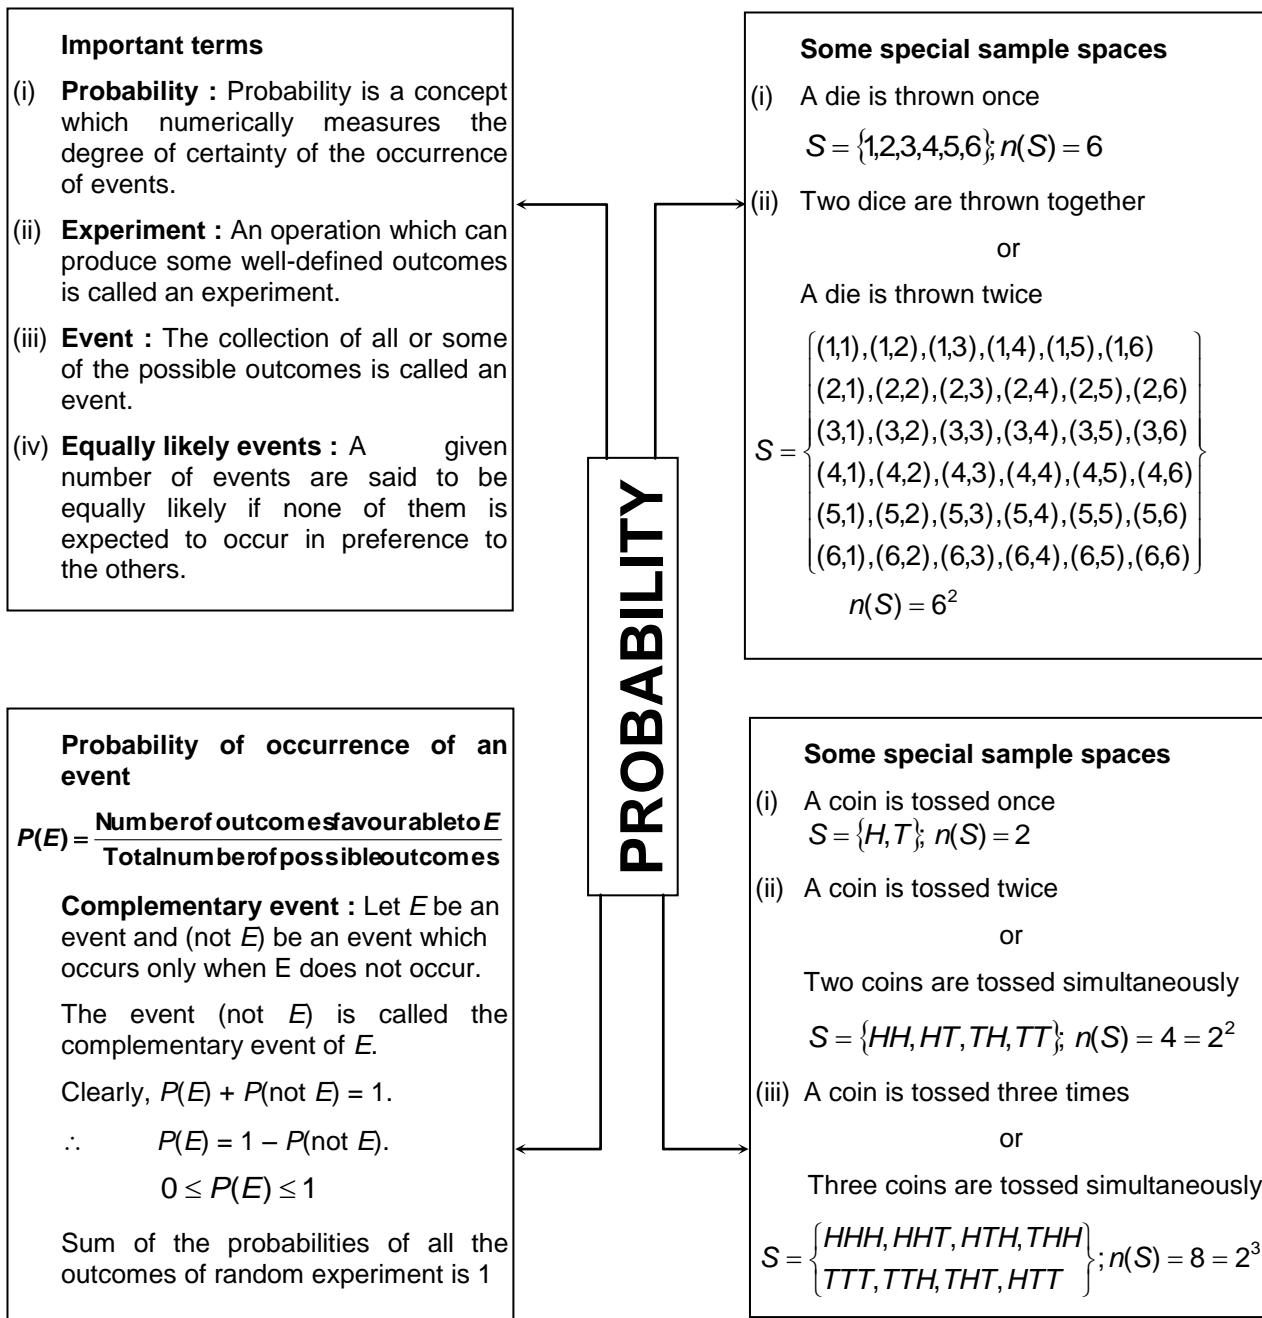 Important terms
(i) Probability : Probability is a concept
which numerically measures the
degree of certainty of the occurrence
of events.
(ii) Experiment : An operation which can
produce some well-defined outcomes
is called an experiment.
(iii) Event : The collection of all or some
of the possible outcomes is called an
event.
(iv) Equally likely events : A given
number of events are said to be
equally likely if none of them is
expected to occur in preference to
the others.
Some special sample spaces
(i) A die is thrown once
S = {1,2,3,4,5,6}; n(S) = 6
(ii) Two dice are thrown together
or
A die is thrown twice
(1,1),(1,2),(1,3),(1,4),(1,5),(1,6)
(2,1),(2,2),(2,3),(2,4),(2,5),(2,6)
(3,1),(3,2),(3,3),(3,4),(3,5),(3,6)
S =
(4,1),(4,2),(4,3),(4,4),(4,5),(4,6)
(5,1),(5,2),(5,3),(5,4),(5,5),(5,6)
(6,1),(6,2),(6,3),(6,4),(6,5),(6,6)
n(S) = 6²
PROBABILITY
Probability of occurrence of an
event
P(E) = Number of outcomes favourable to E
Total number of possible outcomes
Complementary event : Let E be an
event and (not E) be an event which
occurs only when E does not occur.
The event (not E) is called the
complementary event of E.
Clearly, P(E) + P(not E) = 1.
∴ P(E) = 1 – P(not E).
0 ≤ P(E) ≤ 1
Sum of the probabilities of all the
outcomes of random experiment is 1
Some special sample spaces
(i) A coin is tossed once
S = {H,T}; n(S) = 2
(ii) A coin is tossed twice
or
Two coins are tossed simultaneously
S = {HH,HT,TH,TT}; n(S) = 4 = 2²
(iii) A coin is tossed three times
or
Three coins are tossed simultaneously
S = {HHH,HHT,HTH,THH
TTT,TTH,THT,HTT}; n(S) = 8 = 2³